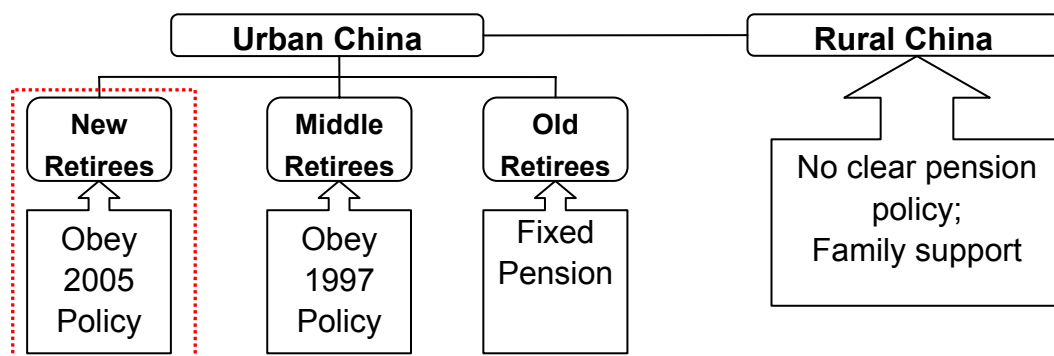 Urban China
Rural China
New
Retirees
Middle
Retirees
Old
Retirees
Obey
2005
Policy
Obey
1997
Policy
Fixed
Pension
No clear pension
policy;
Family support